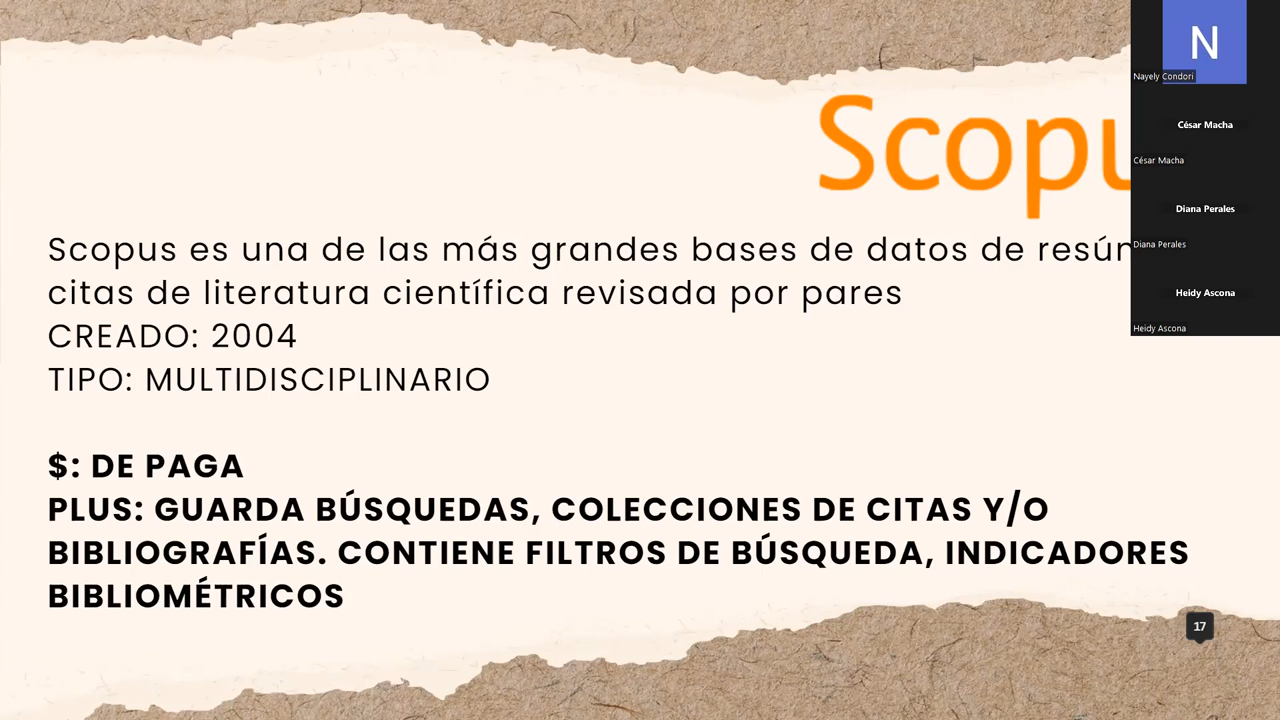 N
Nayely Condori
César Macha
César Macha
Diana Perales
Diana Perales
Heidy Ascona
Heidy Ascona
Scopus es una de las más grandes bases de datos de
citas de literatura científica revisada por pares
CREADO: 2004
TIPO: MULTIDISCIPLINARIO
$: DE PAGA
PLUS: GUARDA BÚSQUEDAS, COLECCIONES DE CITAS Y/O
BIBLIOGRAFÍAS. CONTIENE FILTROS DE BÚSQUEDA, INDICADORES
BIBLIOMÉTRICOS
17